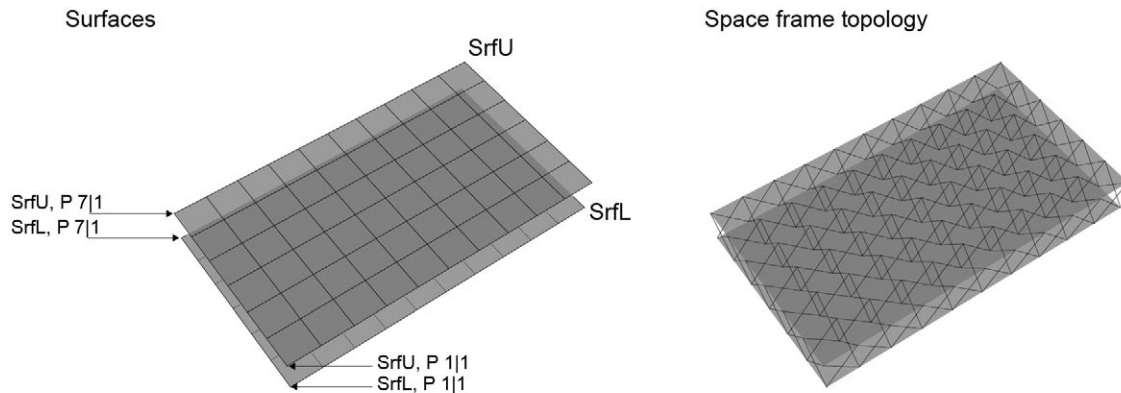 Surfaces
Space frame topology
SrfU
SrfU, P 7|1
SrfL, P 7|1
SrfL
SrfU, P 1|1
SrfL, P 1|1